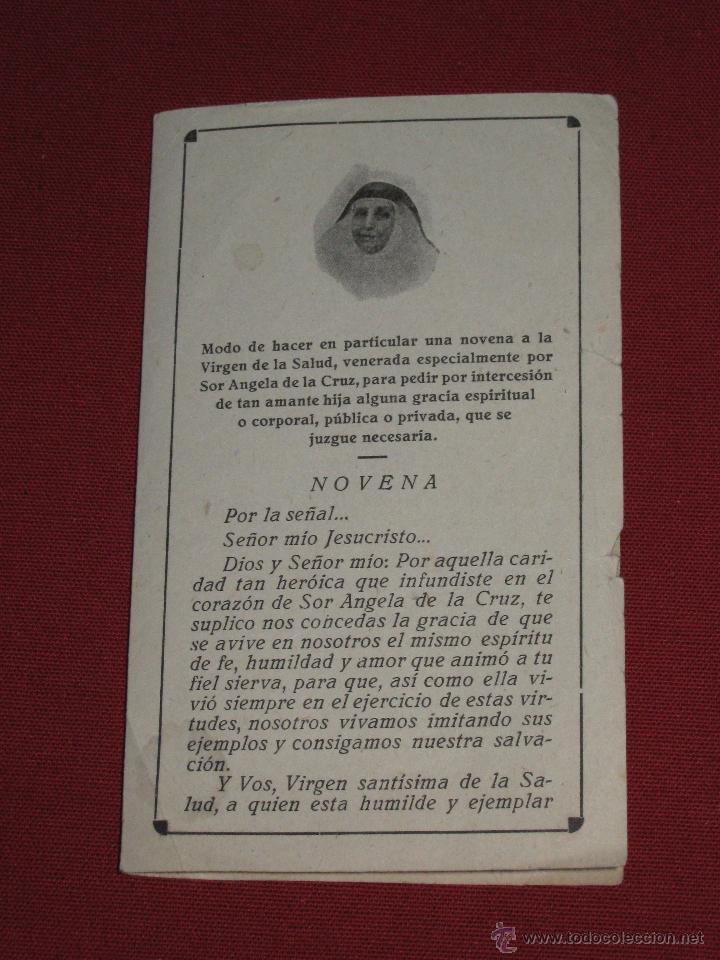 Modo de hacer en particular una novena a la
Virgen de la Salud, venerada especialmente por
Sor Angela de la Cruz, para pedir por intercesión
de tan amante hija alguna gracia espiritual
o corporal, pública o privada, que se
juzgue necesaria.
NOVENA
Por la señal...
Señor mío Jesucristo...
Dios y Señor mío: Por aquella cari-
dad tan heróica que infundiste en el
corazón de Sor Angela de la Cruz, te
suplico nos concedas la gracia de que
se avive en nosotros el mismo espíritu
de fe, humildad y amor que animó a tu
fiel sierva, para que, así como ella vi-
vió siempre en el ejercicio de estas vir-
tudes, nosotros vivamos imitando sus
ejemplos y consigamos nuestra salva-
ción.
Y Vos, Virgen santísima de la Sa-
lud, a quien esta humilde y ejemplar
© www.todocoleccion.net